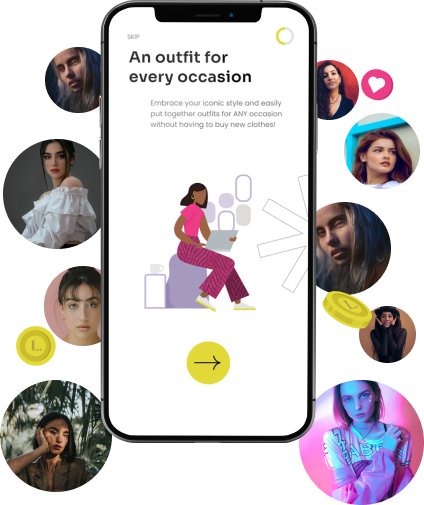 SKIP
An outfit for
every occasion
Embrace your iconic style and easily
put together outfits for ANY occasion
without having to buy new clothes!